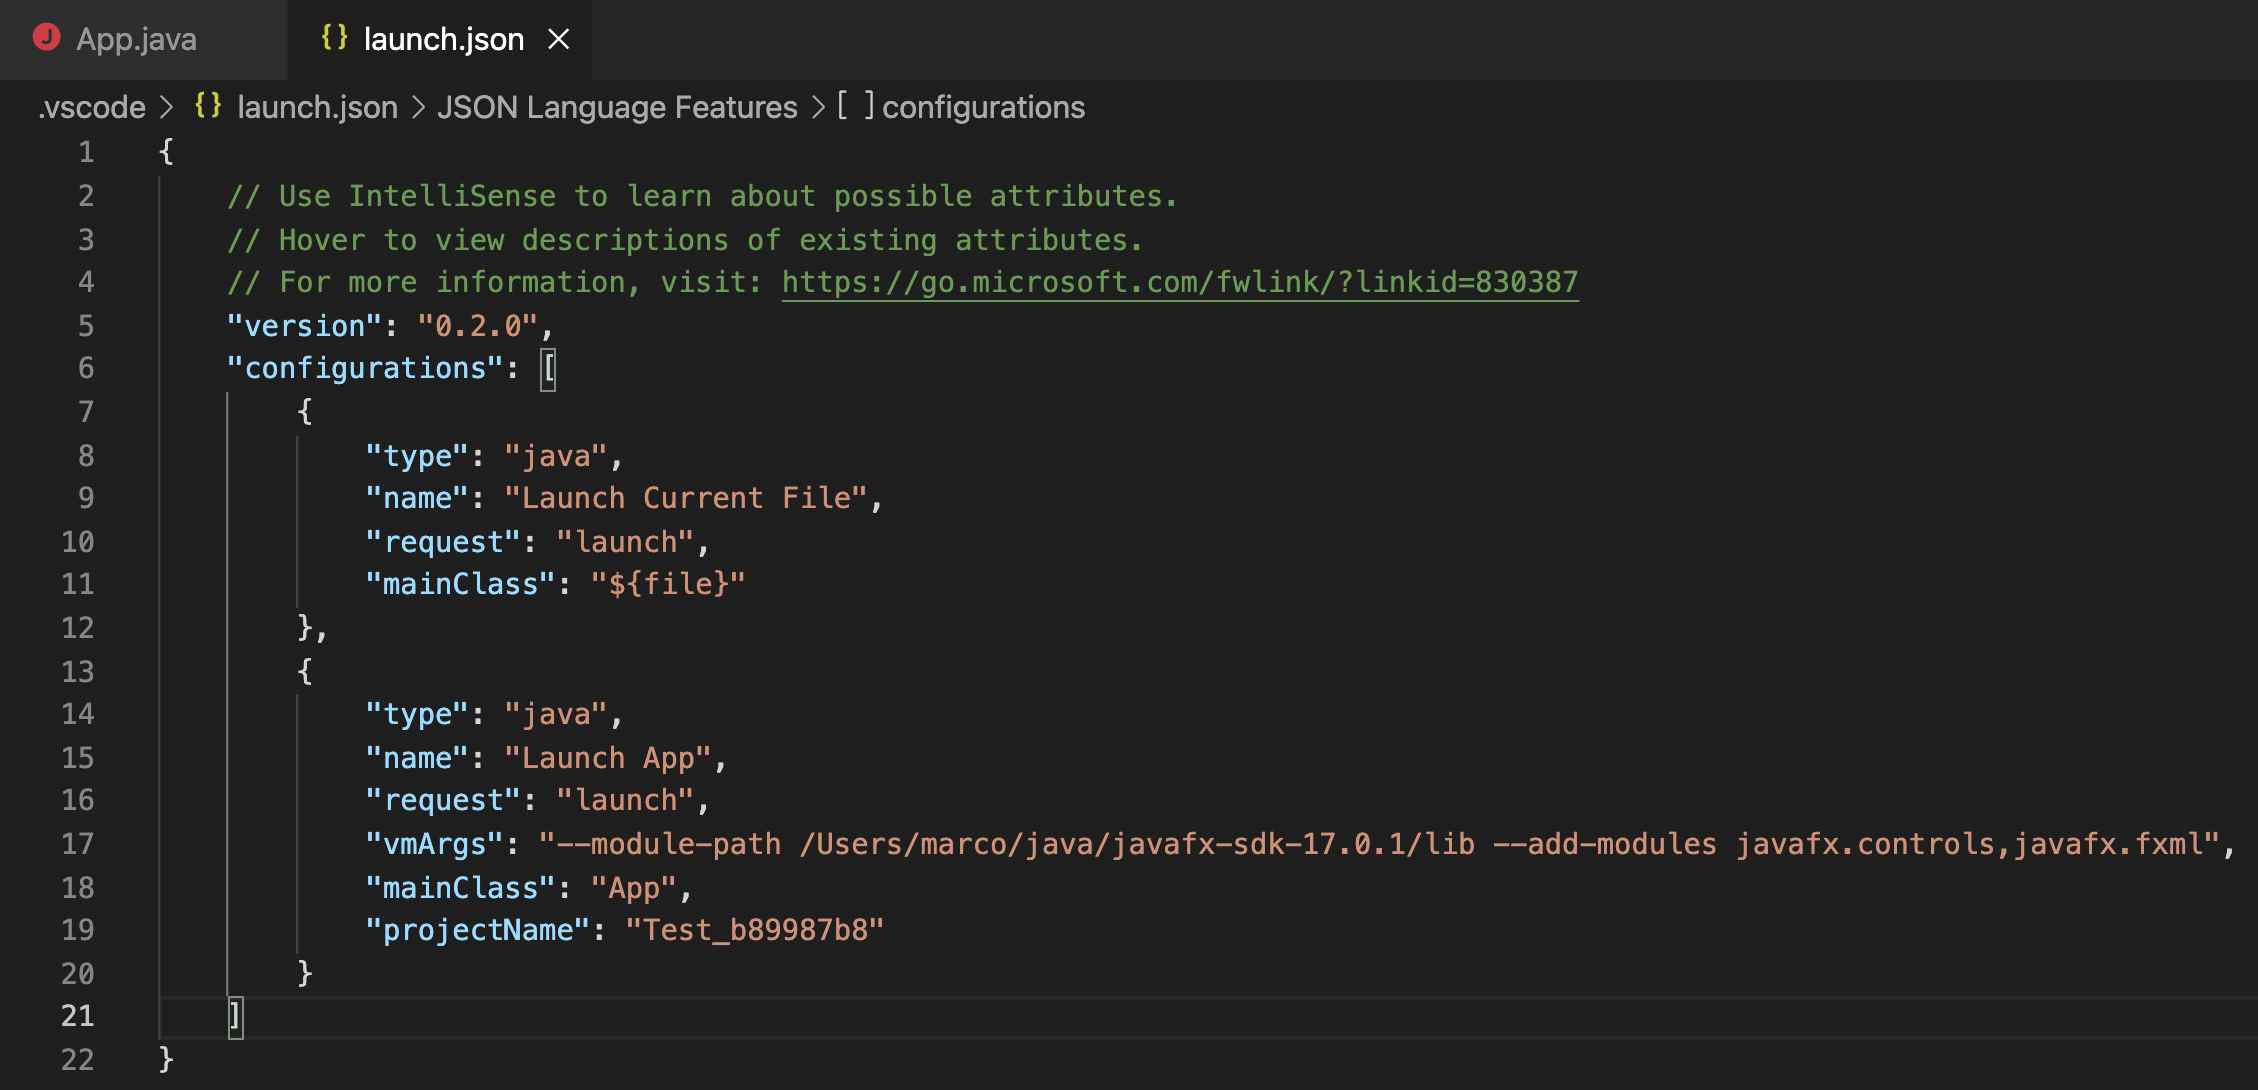 App.java
launch.json
.vscode > {} launch.json > JSON Language Features > [ ] configurations
1 {
2 // Use IntelliSense to learn about possible attributes.
3 // Hover to view descriptions of existing attributes.
4 // For more information, visit: https://go.microsoft.com/fwlink/?linkid=830387
5 "version": "0.2.0",
6 "configurations": [
7 {
8 "type": "java",
9 "name": "Launch Current File",
10 "request": "launch",
11 "mainClass": "${file}"
12 },
13 {
14 "type": "java",
15 "name": "Launch App",
16 "request": "launch",
17 "vmArgs": "--module-path /Users/marco/java/javafx-sdk-17.0.1/lib --add-modules javafx.controls,javafx.fxml",
18 "mainClass": "App",
19 "projectName": "Test_b89987b8"
20 }
21 ]
22 }